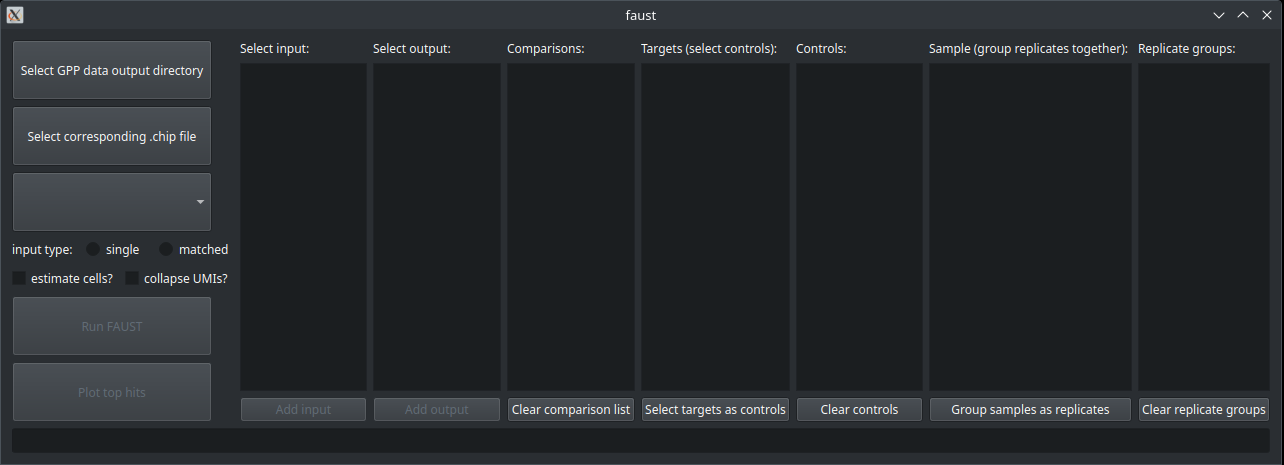 faust
Select GPP data output directory
Select corresponding .chip file
input type: single matched
estimate cells? collapse UMIs?
Run FAUST
Plot top hits
Select input:
Add input
Select output:
Add output
Comparisons:
Clear comparison list
Targets (select controls):
Select targets as controls
Controls:
Clear controls
Sample (group replicates together):
Group samples as replicates
Replicate groups:
Clear replicate groups